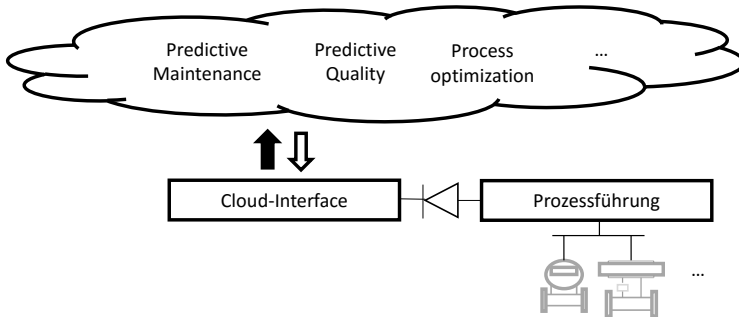 Predictive
Maintenance
Predictive
Quality
Process
optimization
...
Cloud-Interface
Prozessführung
...